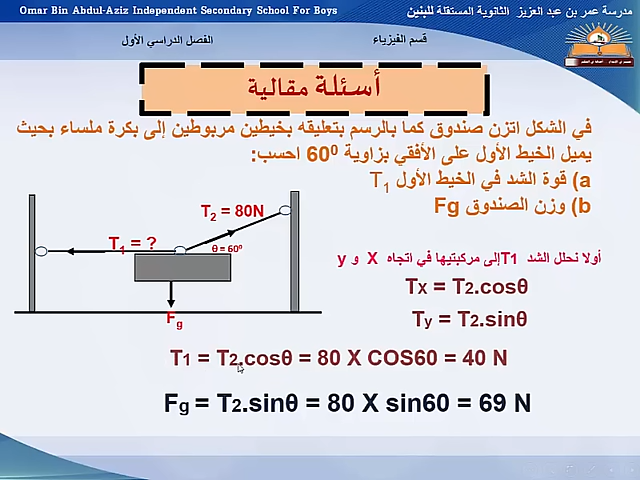 Omar Bin Abdul-Aziz Independent Secondary School For Boys
مدرسة عمر بن عبد العزيز الثانوية المستقلة للبنين
قسم الفيزياء
الفصل الدراسي الأول
أسئلة مقالية
في الشكل اتزن صندوق كما بالرسم بتعليقه بخيطين مربوطين إلى بكرة ملساء بحيث
يميل الخيط الأول على الأفقي بزاوية 60⁰ احسب:
a) قوة الشد في الخيط الأول T₁
b) وزن الصندوق Fg
T₂ = 80N
T₁ = ?
θ = 60⁰
Fg
أولا نحلل الشد T1إلى مركبتيها في اتجاه X و y
Tx = T2.cosθ
Ty = T2.sinθ
T1 = T2.cosθ = 80 X COS60 = 40 N
Fg = T2.sinθ = 80 X sin60 = 69 N